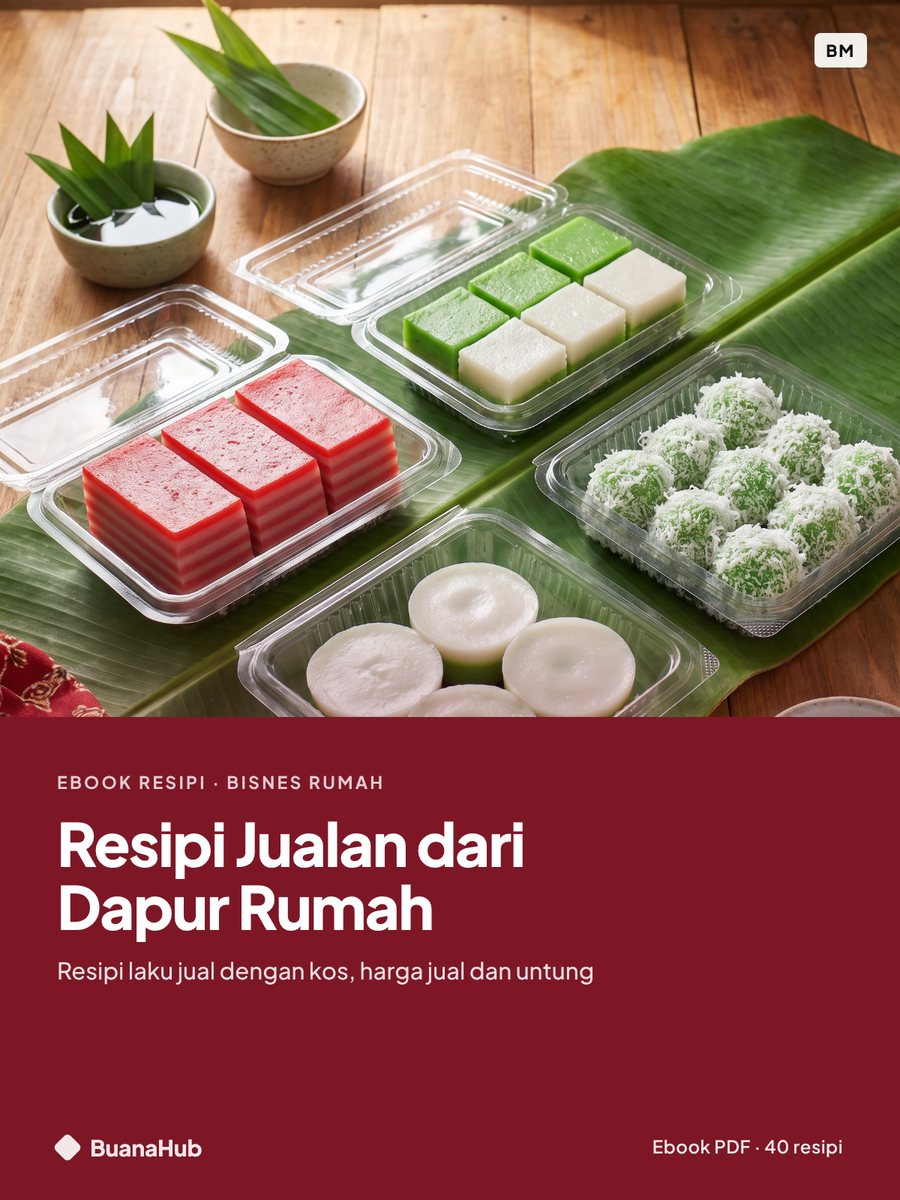 BM
EBOOK RESIPI · BISNES RUMAH
Resipi Jualan dari
Dapur Rumah
Resipi laku jual dengan kos, harga jual dan untung
BuanaHub
Ebook PDF · 40 resipi